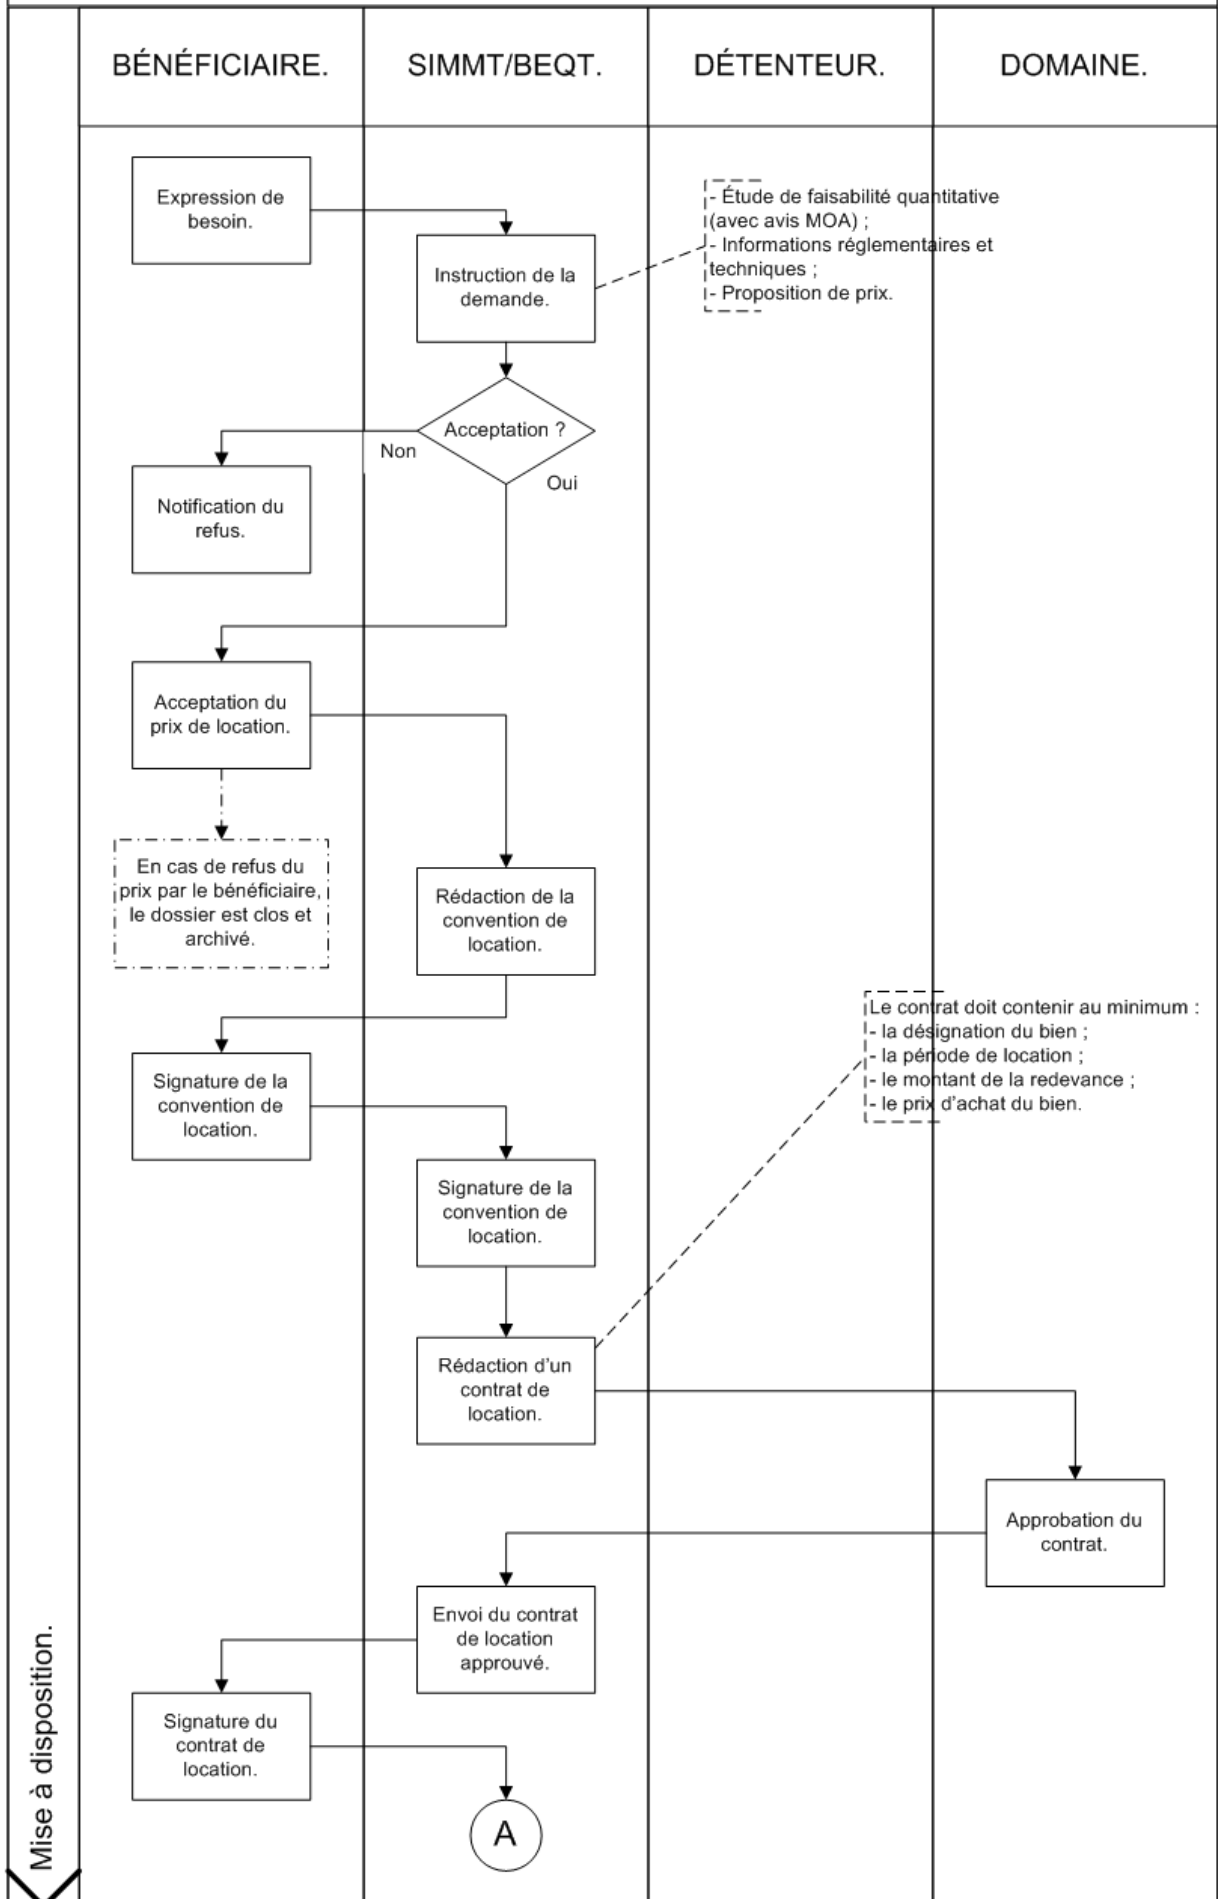 BÉNÉFICIAIRE.
SIMMT/BEQT.
DÉTENTEUR.
DOMAINE.
Expression de
besoin.
- Étude de faisabilité quantitative
(avec avis MOA) ;
- Informations réglementaires et
techniques ;
- Proposition de prix.
Instruction de la
demande.
Acceptation ?
Non
Oui
Notification du
refus.
Acceptation du
prix de location.
En cas de refus du
prix par le bénéficiaire,
le dossier est clos et
archivé.
Rédaction de la
convention de
location.
Le contrat doit contenir au minimum :
- la désignation du bien ;
- la période de location ;
- le montant de la redevance ;
- le prix d'achat du bien.
Signature de la
convention de
location.
Signature de la
convention de
location.
Rédaction d'un
contrat de
location.
Approbation du
contrat.
Envoi du contrat
de location
approuvé.
Signature du
contrat de
location.
A
Mise à disposition.